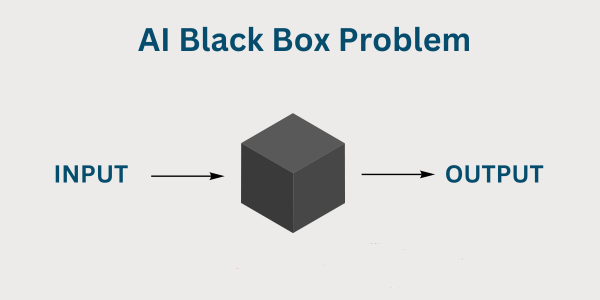 AI Black Box Problem
INPUT
OUTPUT